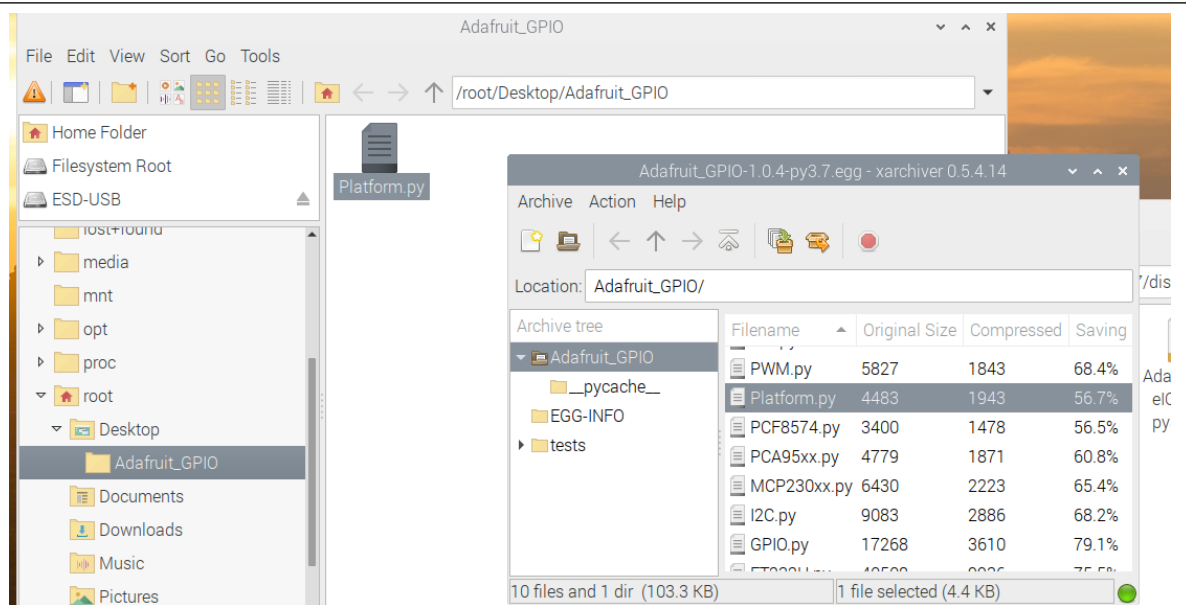 Adafruit_GPIO
File Edit View Sort Go Tools
/root/Desktop/Adafruit_GPIO
Home Folder
Filesystem Root
ESD-USB
lost+found
media
mnt
opt
proc
root
Desktop
Adafruit_GPIO
Documents
Downloads
Music
Pictures
Platform.py
Adafruit_GPIO-1.0.4-py3.7.egg - xarchiver 0.5.4.14
Archive Action Help
Location: Adafruit_GPIO/
Archive tree
Adafruit_GPIO
__pycache__
EGG-INFO
tests
Filename Original Size Compressed Saving
PWM.py 5827 1843 68.4%
Platform.py 4483 1943 56.7%
PCF8574.py 3400 1478 56.5%
PCA95xx.py 4779 1871 60.8%
MCP230xx.py 6430 2223 65.4%
I2C.py 9083 2886 68.2%
GPIO.py 17268 3610 79.1%
10 files and 1 dir (103.3 KB)
1 file selected (4.4 KB)
/dis
Ada
py